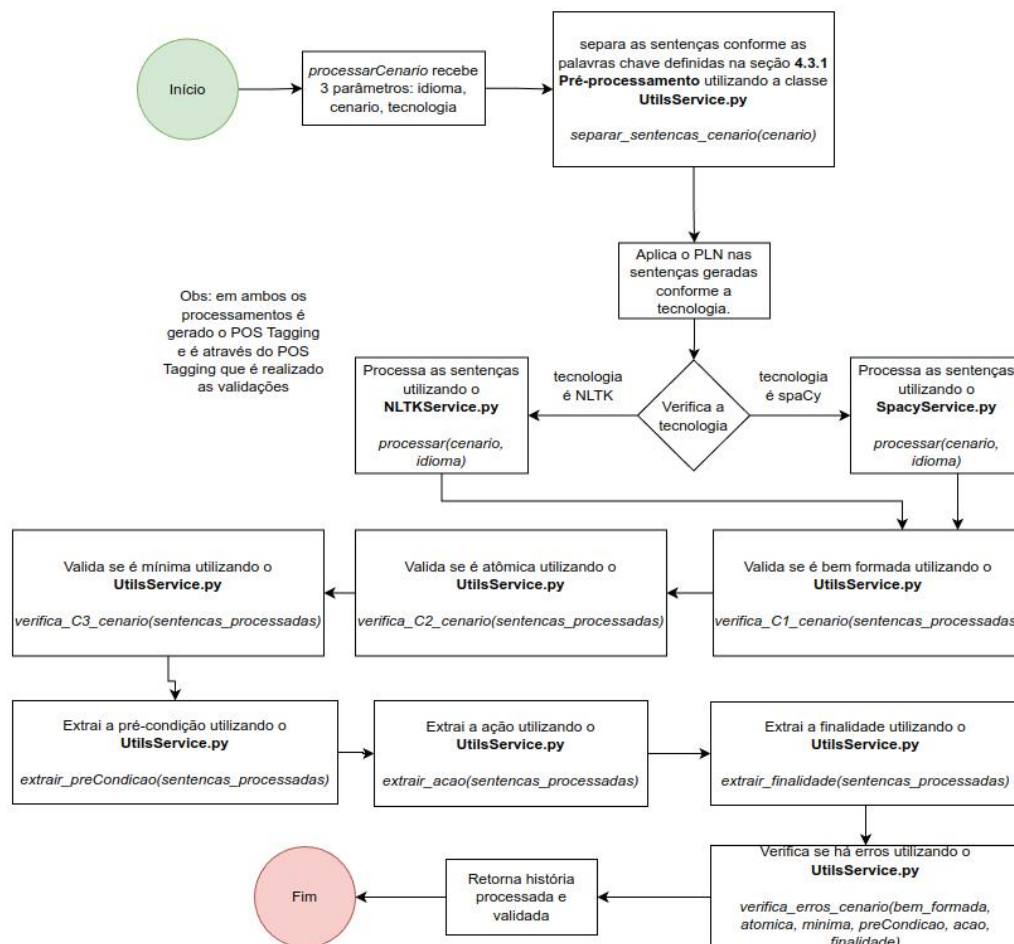 Início
processarCenario recebe
3 parâmetros: idioma,
cenario, tecnologia
separa as sentenças conforme as
palavras chave definidas na seção 4.3.1
Pré-processamento utilizando a classe
UtilsService.py
separar_sentencas_cenario(cenario)
Aplica o PLN nas
sentenças geradas
conforme a
tecnologia.
Obs: em ambos os
processamentos é
gerado o POS Tagging
e é através do POS
Tagging que é realizado
as validações
Processa as sentenças
utilizando o
NLTKService.py
processar(cenario,
idioma)
tecnologia
é NLTK
Verifica a
tecnologia
tecnologia
é spaCy
Processa as sentenças
utilizando o
SpacyService.py
processar(cenario,
idioma)
Valida se é mínima utilizando o
UtilsService.py
verifica_C3_cenario(sentencas_processadas)
Valida se é atômica utilizando o
UtilsService.py
verifica_C2_cenario(sentencas_processadas)
Valida se é bem formada utilizando o
UtilsService.py
verifica_C1_cenario(sentencas_processadas)
Extrai a pré-condição utilizando o
UtilsService.py
extrair_preCondicao(sentencas_processadas)
Extrai a ação utilizando o
UtilsService.py
extrair_acao(sentencas_processadas)
Extrai a finalidade utilizando o
UtilsService.py
extrair_finalidade(sentencas_processadas)
Fim
Retorna história
processada e
validada
Verifica se há erros utilizando o
UtilsService.py
verifica_erros_cenario(bem_formada,
atomica, minima, preCondicao, acao,
finalidade)